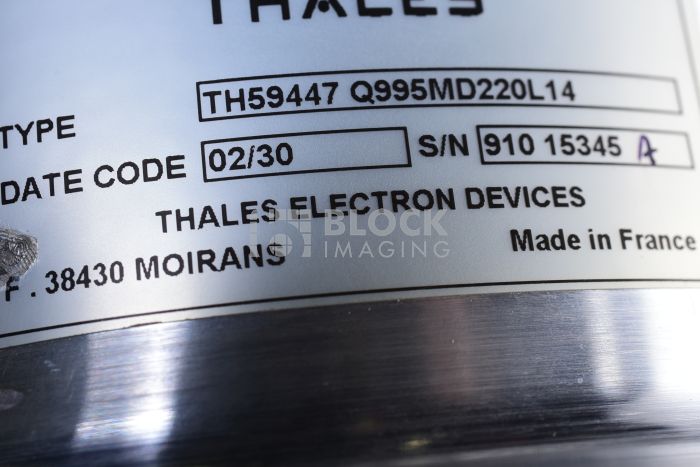 THALES
TYPE TH59447 Q995MD220L14
DATE CODE 02/30 S/N 910 15345 A
THALES ELECTRON DEVICES
BLOCK
IMAGING
F . 38430 MOIRANS
Made in France